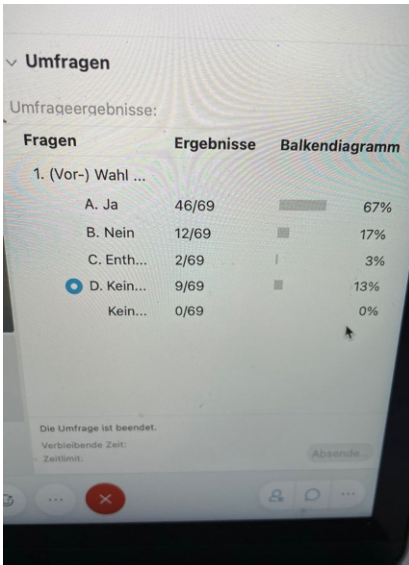 Umfragen
Umfrageergebnisse:
Fragen Ergebnisse Balkendiagramm
1. (Vor-) Wahl ...
A. Ja 46/69 67%
B. Nein 12/69 17%
C. Enth... 2/69 3%
D. Kein... 9/69 13%
Kein... 0/69 0%
Die Umfrage ist beendet.
Verbleibende Zeit:
Zeitlimit:
Absende...